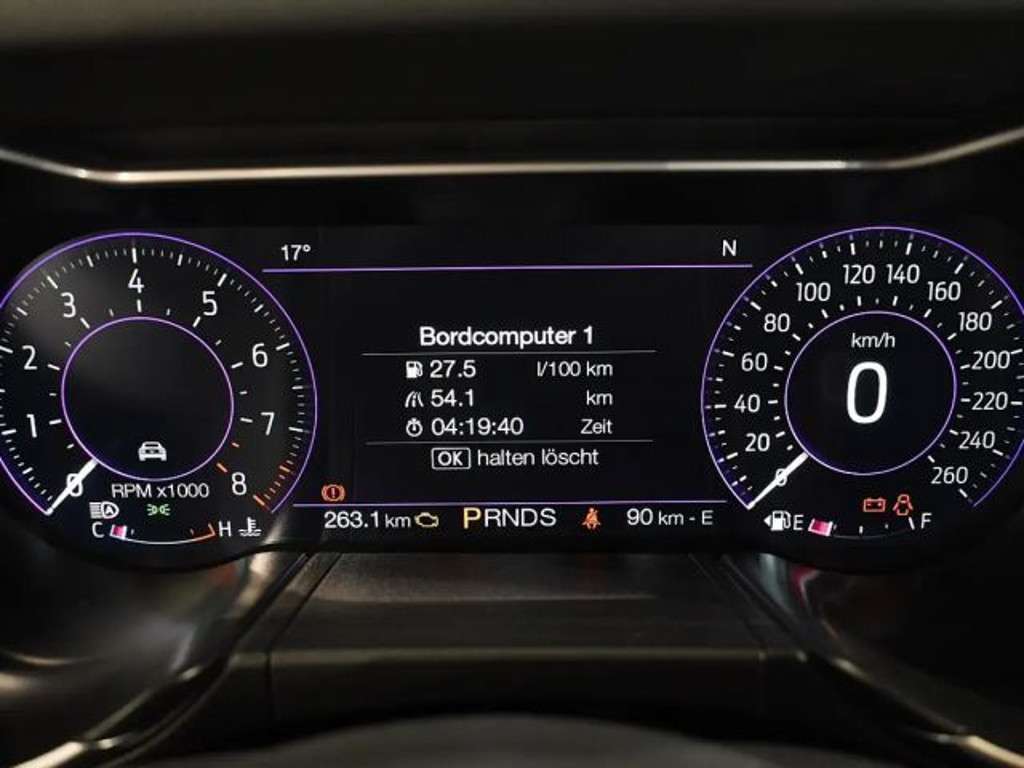 17° N
Bordcomputer 1
27.5 l/100 km
54.1 km
04:19:40 Zeit
OK halten löscht
263.1 km PRNDS 90 km - E
0 1 2 3 4 5 6 7 8
RPM x1000
A
C H
0 20 40 60 80 100 120 140 160 180 200 220 240 260
km/h
0
E F